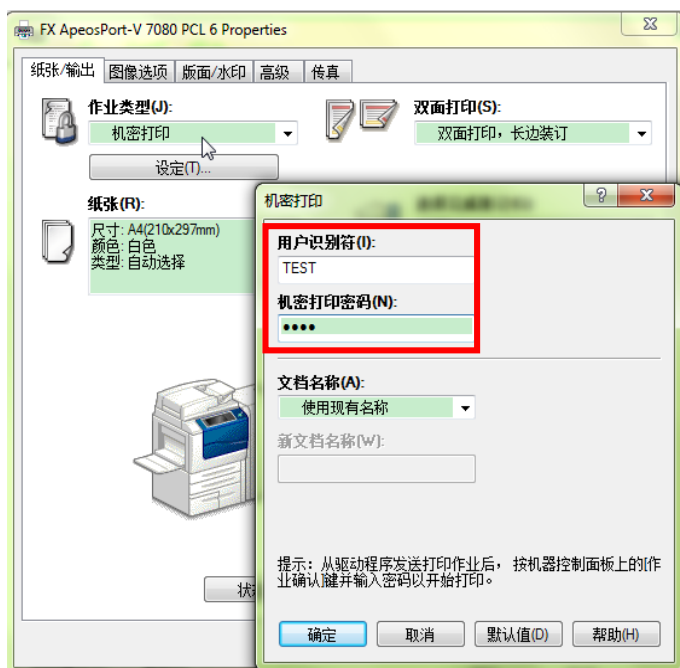 FX ApeosPort-V 7080 PCL 6 Properties
纸张/输出 图像选项 版面/水印 高级 传真
作业类型(J):
机密打印
双面打印(S):
双面打印，长边装订
设定(T)...
纸张(R):
尺寸: A4(210x297mm)
颜色: 白色
类型: 自动选择
机密打印
用户识别符(I):
TEST
机密打印密码(N):
••••
文档名称(A):
使用现有名称
新文档名称(W):
提示：从驱动程序发送打印作业后，按机器控制面板上的[作
业确认]键并输入密码以开始打印。
状
确定 取消 默认值(D) 帮助(H)